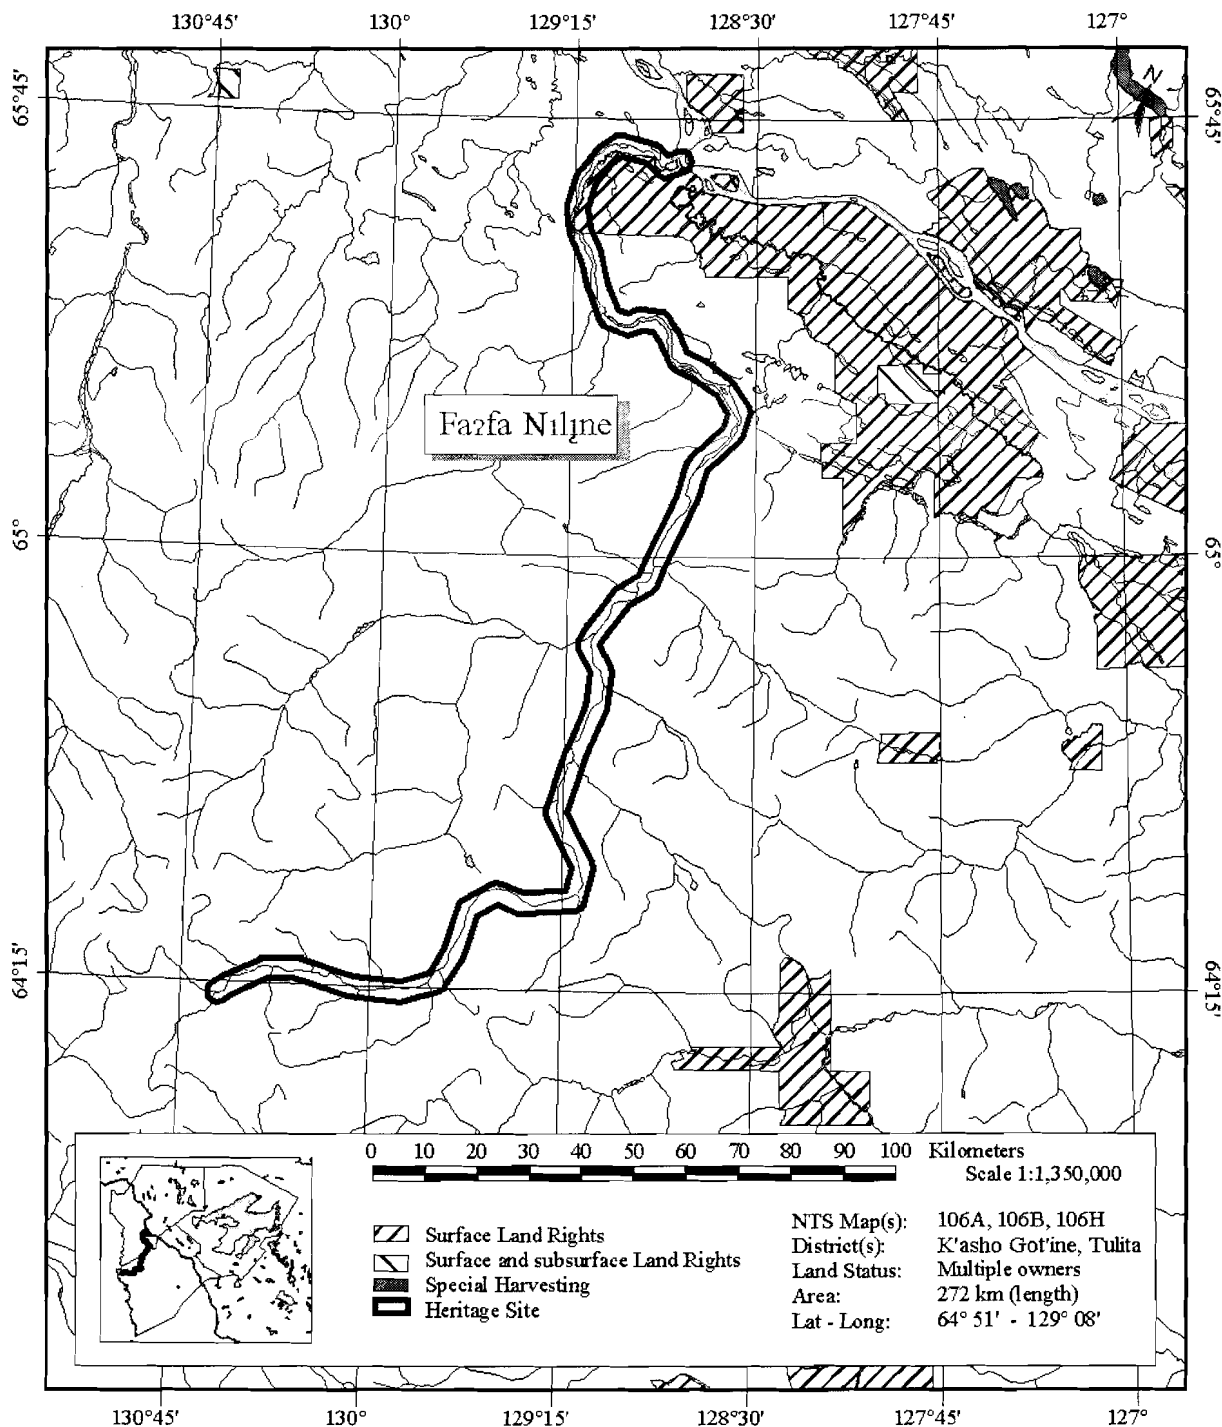 130°45' 130° 129°15' 128°30' 127°45' 127°
65°45' 65°45'
N
Faʔfa Nılı̨ne
65° 65°
64°15' 64°15'
0 10 20 30 40 50 60 70 80 90 100 Kilometers
Scale 1:1,350,000
Surface Land Rights
Surface and subsurface Land Rights
Special Harvesting
Heritage Site
NTS Map(s): 106A, 106B, 106H
District(s): K'asho Got'ine, Tulita
Land Status: Multiple owners
Area: 272 km (length)
Lat - Long: 64° 51' - 129° 08'
130°45' 130° 129°15' 128°30' 127°45' 127°